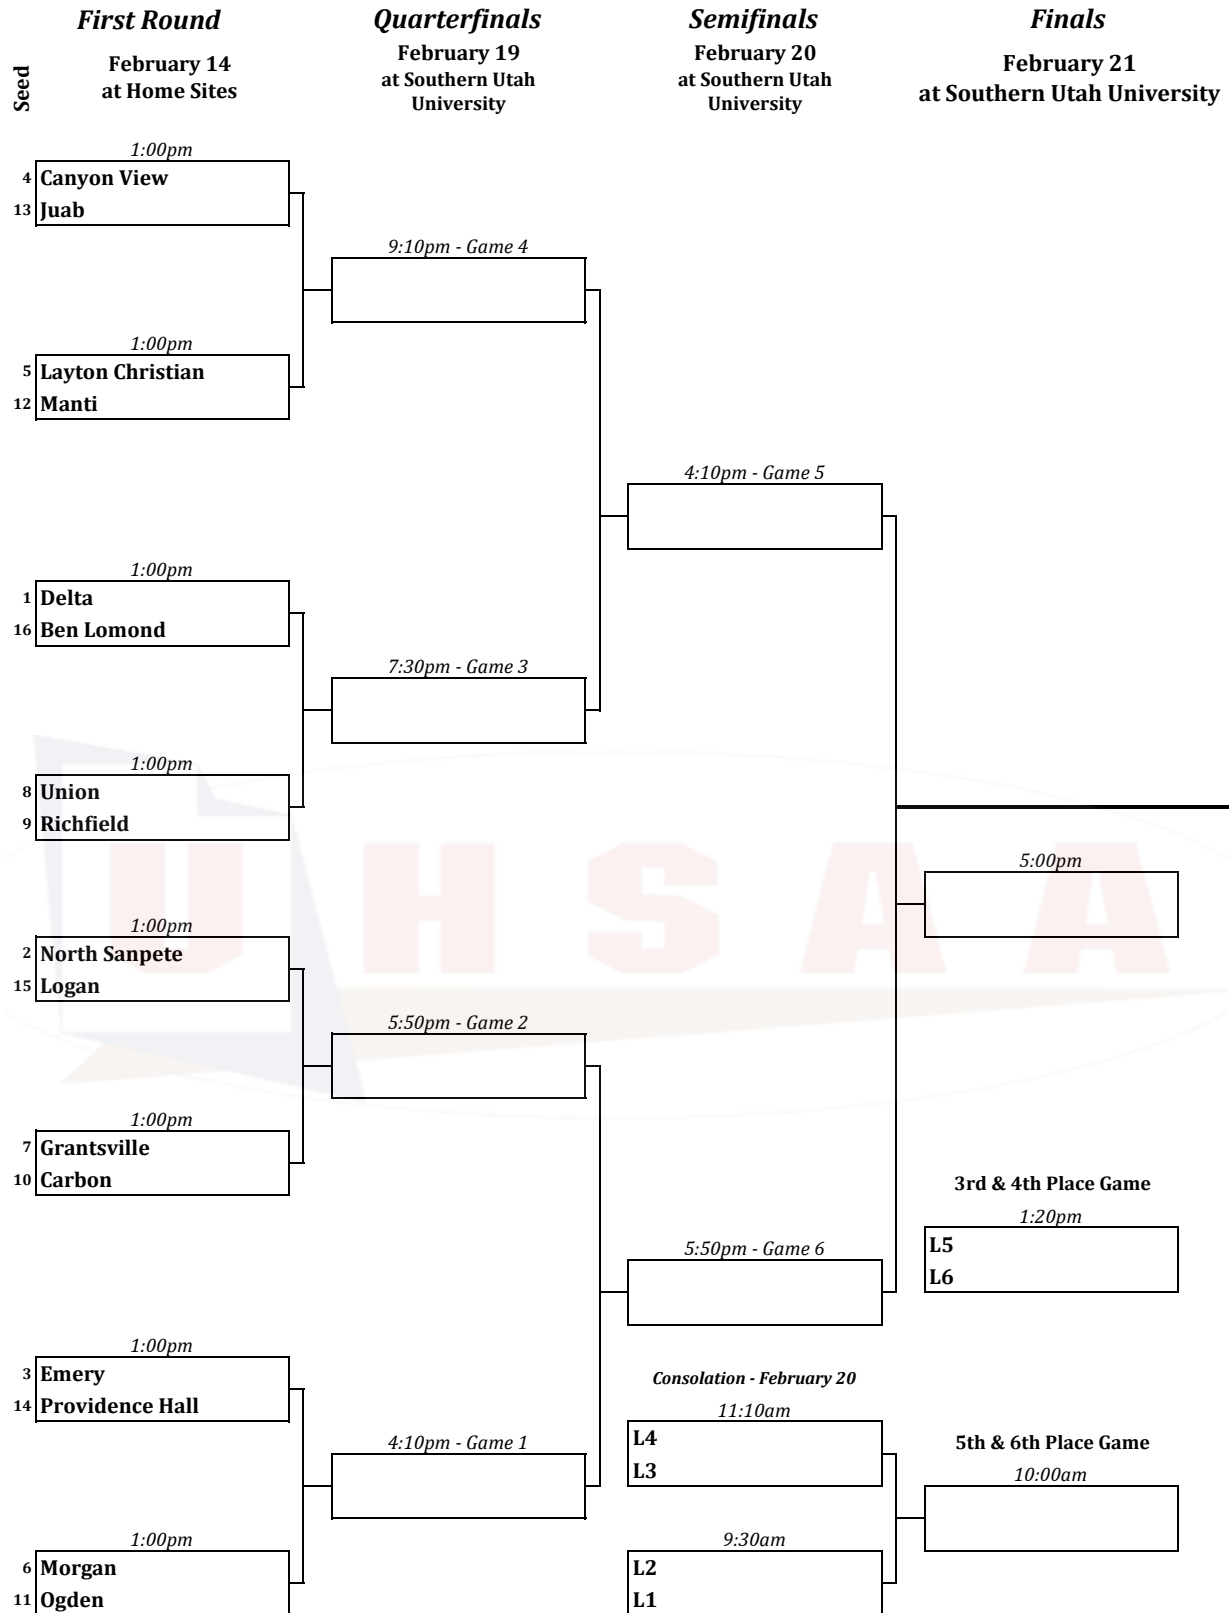 First Round
Quarterfinals
Semifinals
Finals
Seed
February 14
at Home Sites
February 19
at Southern Utah
University
February 20
at Southern Utah
University
February 21
at Southern Utah University
1:00pm
4 Canyon View
13 Juab
9:10pm - Game 4
1:00pm
5 Layton Christian
12 Manti
4:10pm - Game 5
1:00pm
1 Delta
16 Ben Lomond
7:30pm - Game 3
1:00pm
8 Union
9 Richfield
UHSAA
5:00pm
1:00pm
2 North Sanpete
15 Logan
5:50pm - Game 2
1:00pm
7 Grantsville
10 Carbon
3rd & 4th Place Game
1:20pm
L5
L6
5:50pm - Game 6
1:00pm
3 Emery
14 Providence Hall
Consolation - February 20
11:10am
L4
L3
4:10pm - Game 1
5th & 6th Place Game
10:00am
1:00pm
6 Morgan
11 Ogden
9:30am
L2
L1